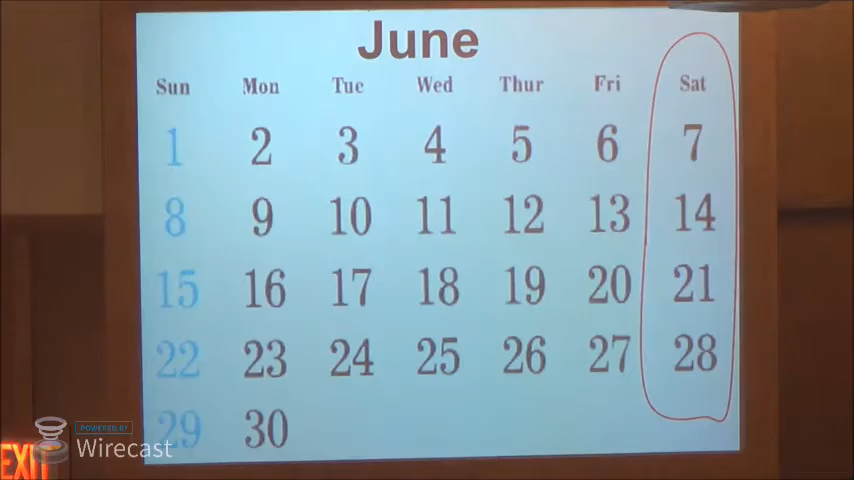 June
Sun Mon Tue Wed Thur Fri Sat
1 2 3 4 5 6 7
8 9 10 11 12 13 14
15 16 17 18 19 20 21
22 23 24 25 26 27 28
29 30
POWERED BY
Wirecast
EXIT